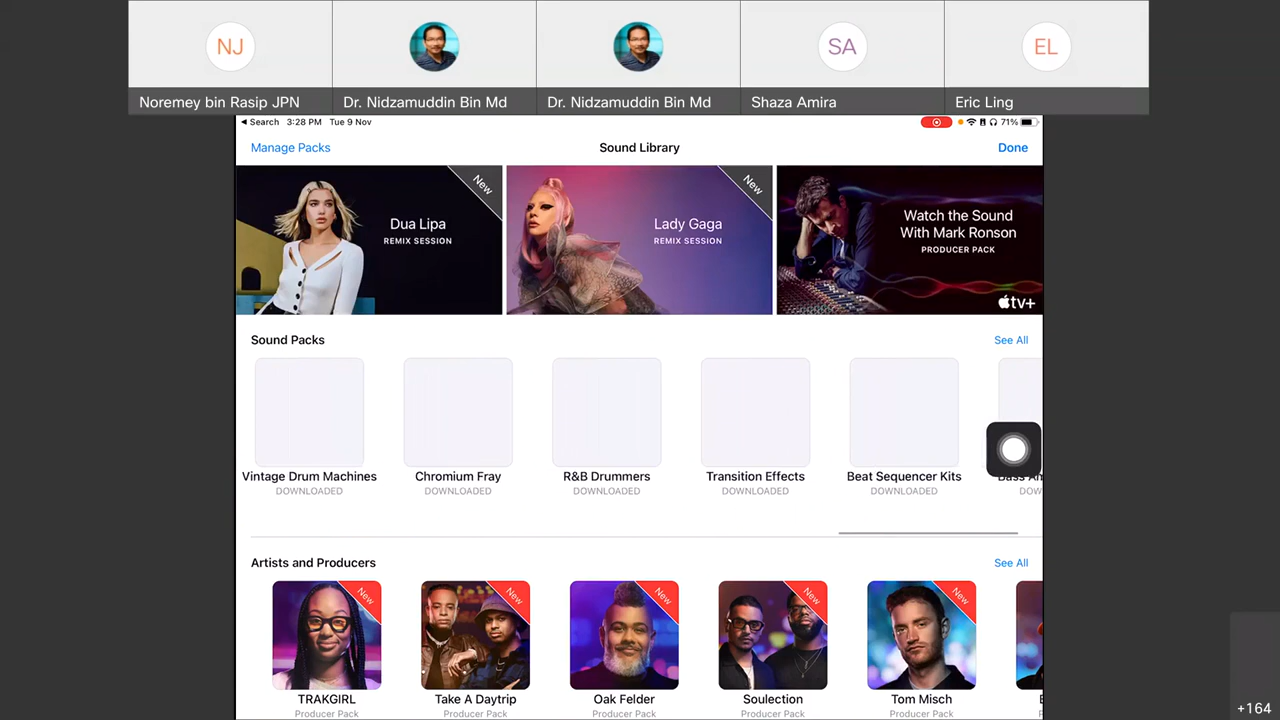 NJ
SA
EL
Noremey bin Rasip JPN
Dr. Nidzamuddin Bin Md
Dr. Nidzamuddin Bin Md
Shaza Amira
Eric Ling
Search 3:28 PM Tue 9 Nov
71%
Manage Packs
Sound Library
Done
New
Dua Lipa
REMIX SESSION
New
Lady Gaga
REMIX SESSION
Watch the Sound
With Mark Ronson
PRODUCER PACK
tv+
Sound Packs
See All
Vintage Drum Machines
DOWNLOADED
Chromium Fray
DOWNLOADED
R&B Drummers
DOWNLOADED
Transition Effects
DOWNLOADED
Beat Sequencer Kits
DOWNLOADED
Artists and Producers
See All
New
New
New
New
New
TRAKGIRL
Producer Pack
Take A Daytrip
Producer Pack
Oak Felder
Producer Pack
Soulection
Producer Pack
Tom Misch
Producer Pack
+164